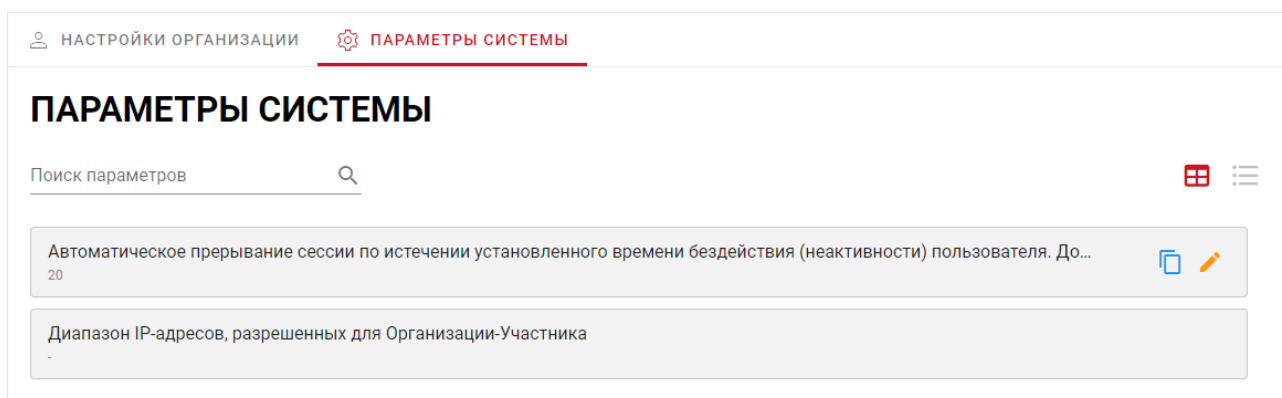 НАСТРОЙКИ ОРГАНИЗАЦИИ ПАРАМЕТРЫ СИСТЕМЫ
ПАРАМЕТРЫ СИСТЕМЫ
Поиск параметров
Автоматическое прерывание сессии по истечении установленного времени бездействия (неактивности) пользователя. До...
20
Диапазон IP-адресов, разрешенных для Организации-Участника
-